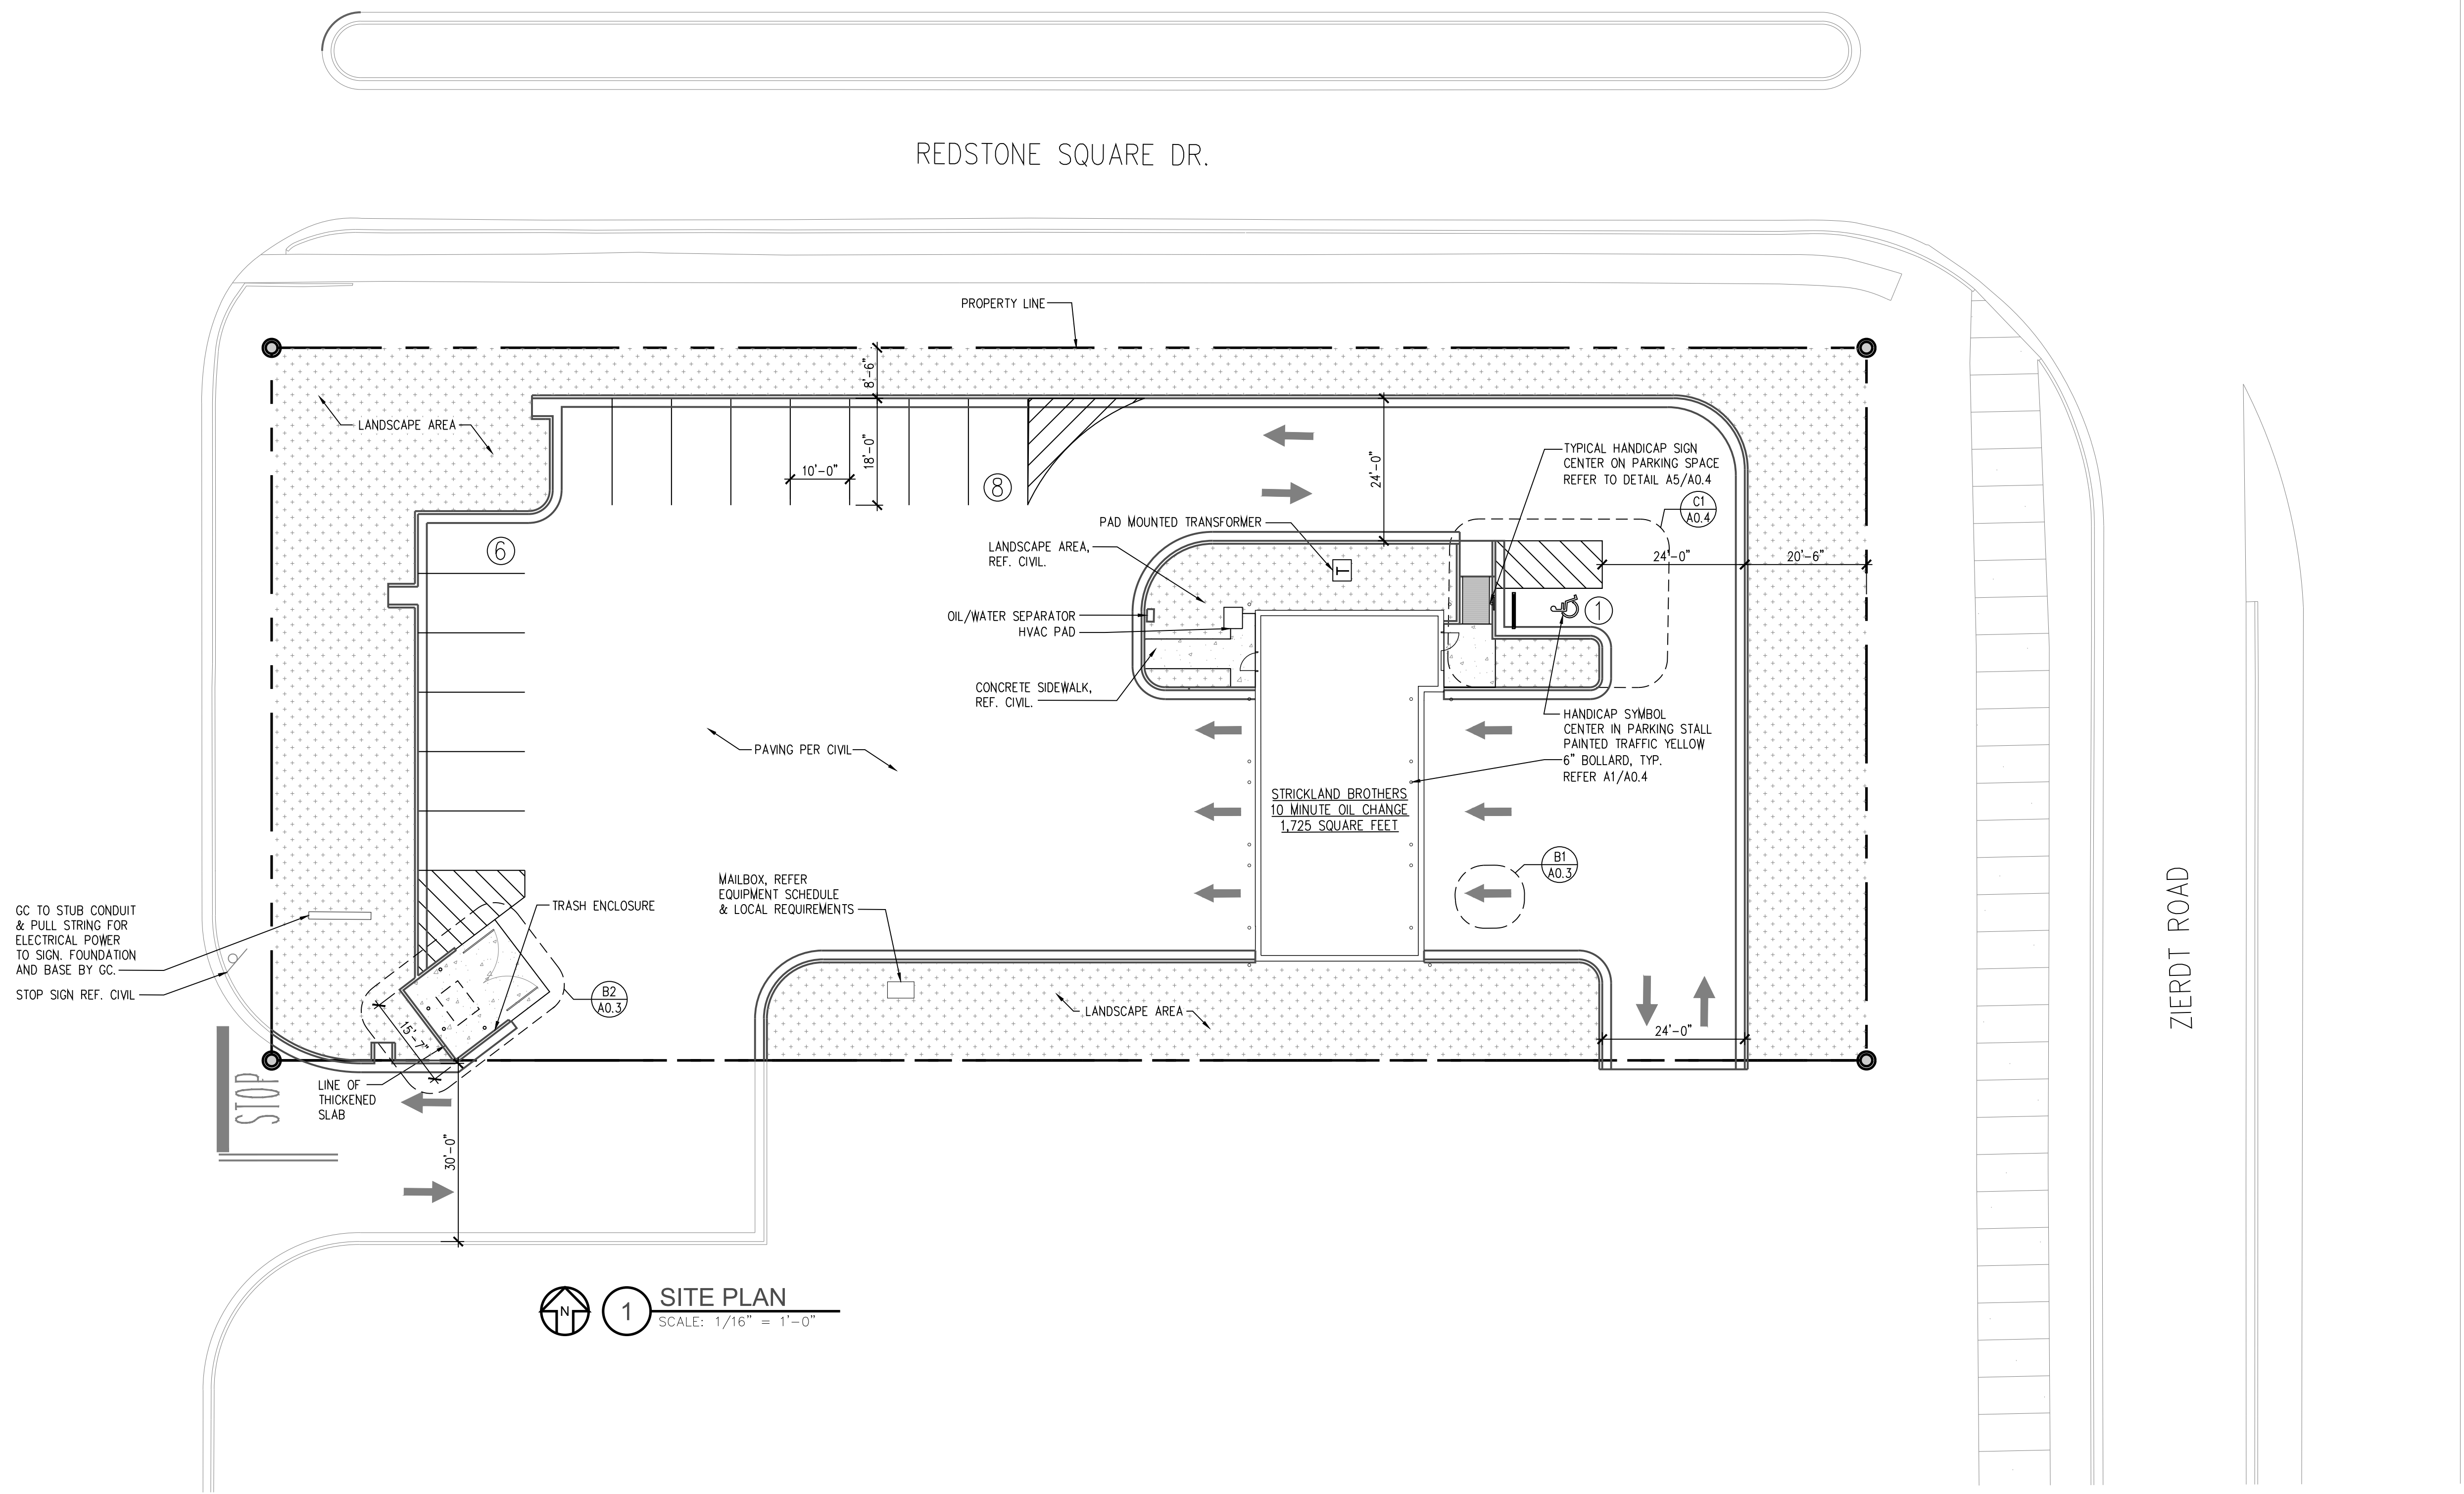 REDSTONE SQUARE DR.
PROPERTY LINE
8'-6"
LANDSCAPE AREA
18'-0"
10'-0"
8
24'-0"
TYPICAL HANDICAP SIGN
CENTER ON PARKING SPACE
REFER TO DETAIL A5/A0.4
C1
A0.4
PAD MOUNTED TRANSFORMER
T
LANDSCAPE AREA,
REF. CIVIL.
6
24'-0"
20'-6"
OIL/WATER SEPARATOR
HVAC PAD
1
CONCRETE SIDEWALK,
REF. CIVIL.
HANDICAP SYMBOL
CENTER IN PARKING STALL
PAINTED TRAFFIC YELLOW
6" BOLLARD, TYP.
REFER A1/A0.4
PAVING PER CIVIL
STRICKLAND BROTHERS
10 MINUTE OIL CHANGE
1,725 SQUARE FEET
B1
A0.3
MAILBOX, REFER
EQUIPMENT SCHEDULE
& LOCAL REQUIREMENTS
TRASH ENCLOSURE
GC TO STUB CONDUIT
& PULL STRING FOR
ELECTRICAL POWER
TO SIGN. FOUNDATION
AND BASE BY GC.
STOP SIGN REF. CIVIL
B2
A0.3
LANDSCAPE AREA
15'-7"
24'-0"
ZIERDT ROAD
STOP
LINE OF
THICKENED
SLAB
30'-0"
N
1
SITE PLAN
SCALE: 1/16" = 1'-0"